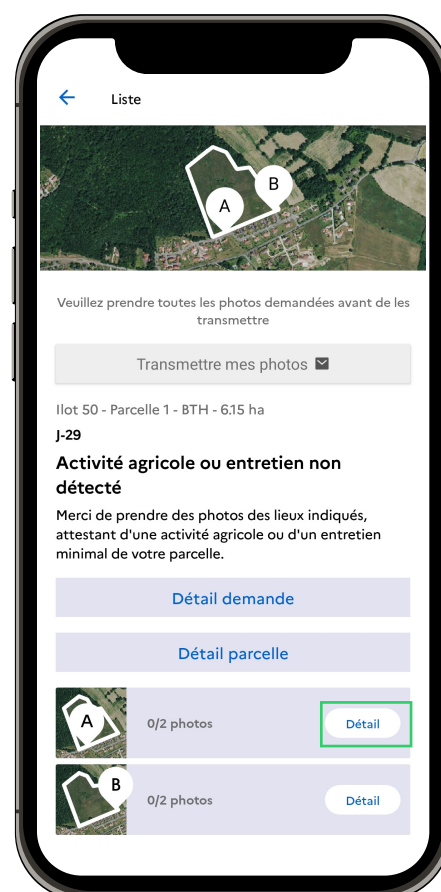 Liste
B
A
Veuillez prendre toutes les photos demandées avant de les
transmettre
Transmettre mes photos
Ilot 50 - Parcelle 1 - BTH - 6.15 ha
J-29
Activité agricole ou entretien non
détecté
Merci de prendre des photos des lieux indiqués,
attestant d'une activité agricole ou d'un entretien
minimal de votre parcelle.
Détail demande
Détail parcelle
A
0/2 photos
Détail
B
0/2 photos
Détail